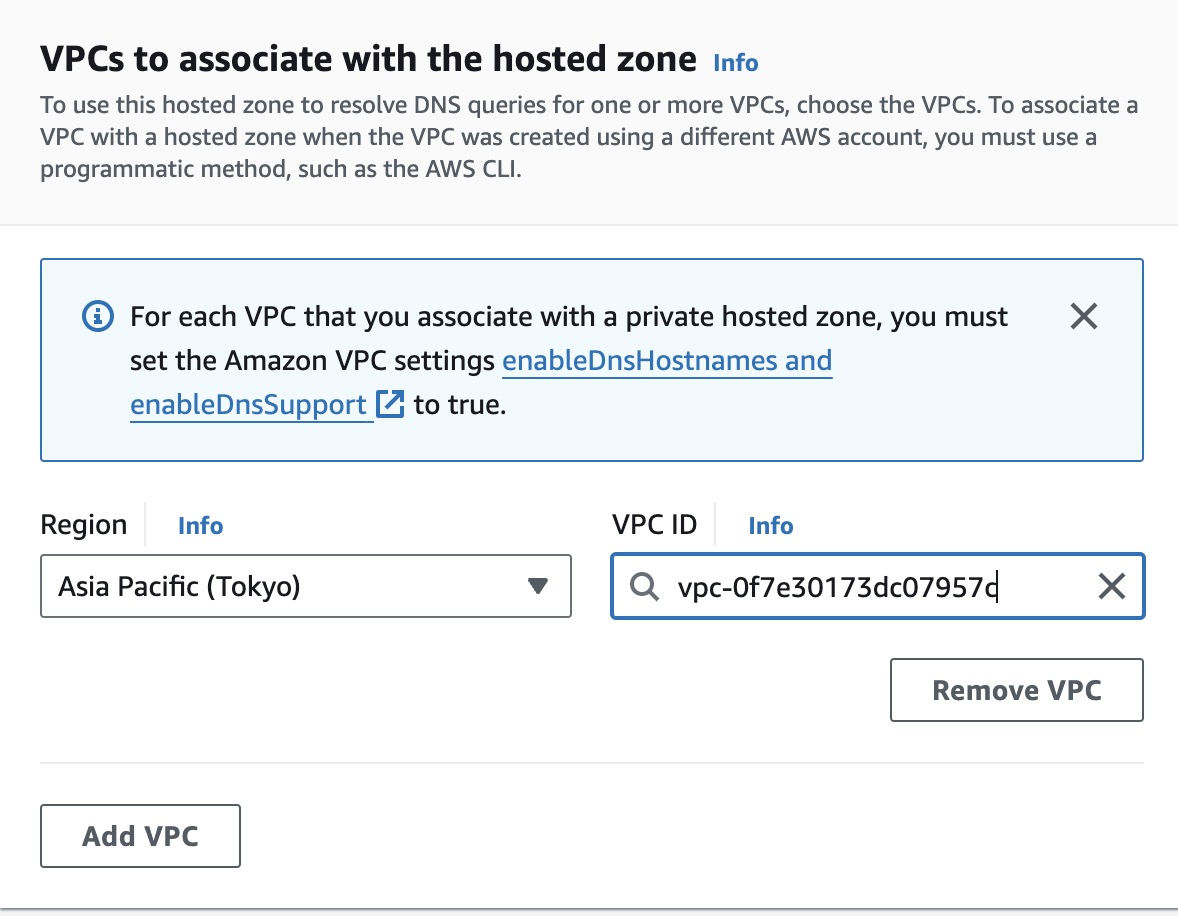 VPCs to associate with the hosted zone Info
To use this hosted zone to resolve DNS queries for one or more VPCs, choose the VPCs. To associate a
VPC with a hosted zone when the VPC was created using a different AWS account, you must use a
programmatic method, such as the AWS CLI.
For each VPC that you associate with a private hosted zone, you must
set the Amazon VPC settings enableDnsHostnames and
enableDnsSupport to true.
Region Info
VPC ID Info
Asia Pacific (Tokyo)
vpc-0f7e30173dc07957c
Remove VPC
Add VPC